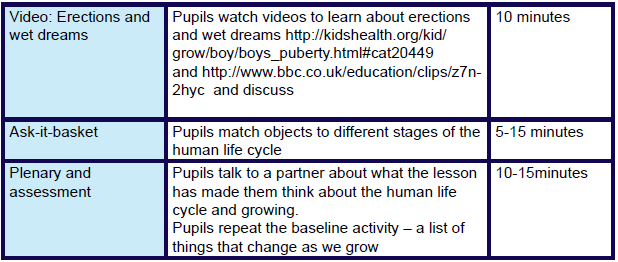 Video: Erections and
wet dreams
Pupils watch videos to learn about erections
and wet dreams http://kidshealth.org/kid/
grow/boy/boys_puberty.html#cat20449
and http://www.bbc.co.uk/education/clips/z7n-
2hyc and discuss
10 minutes
Ask-it-basket
Pupils match objects to different stages of the
human life cycle
5-15 minutes
Plenary and
assessment
Pupils talk to a partner about what the lesson
has made them think about the human life
cycle and growing.
Pupils repeat the baseline activity – a list of
things that change as we grow
10-15minutes